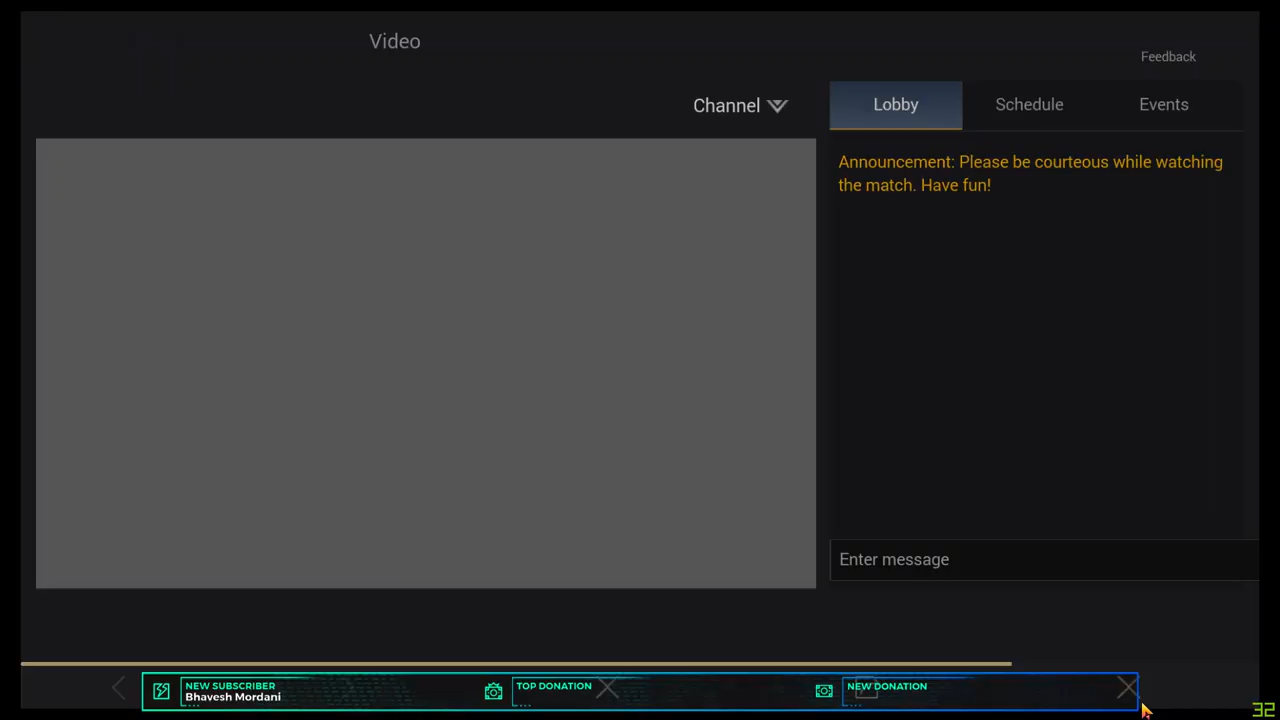 Video
Feedback
Channel
Lobby
Schedule
Events
Announcement: Please be courteous while watching
the match. Have fun!
Enter message
NEW SUBSCRIBER
Bhavesh Mordani
TOP DONATION
....
NEW DONATION
....
32